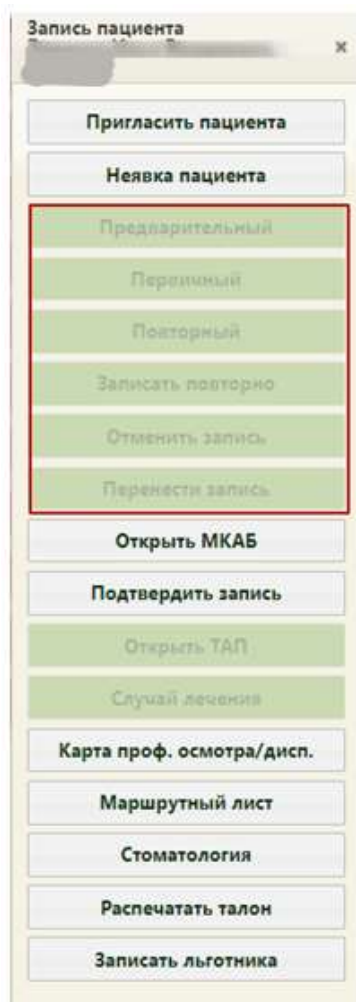 Запись пациента
×
Пригласить пациента
Неявка пациента
Предварительный
Первичный
Повторный
Записать повторно
Отменить запись
Перенести запись
Открыть МКАБ
Подтвердить запись
Открыть ТАП
Случай лечения
Карта проф. осмотра/дисп.
Маршрутный лист
Стоматология
Распечатать талон
Записать льготника